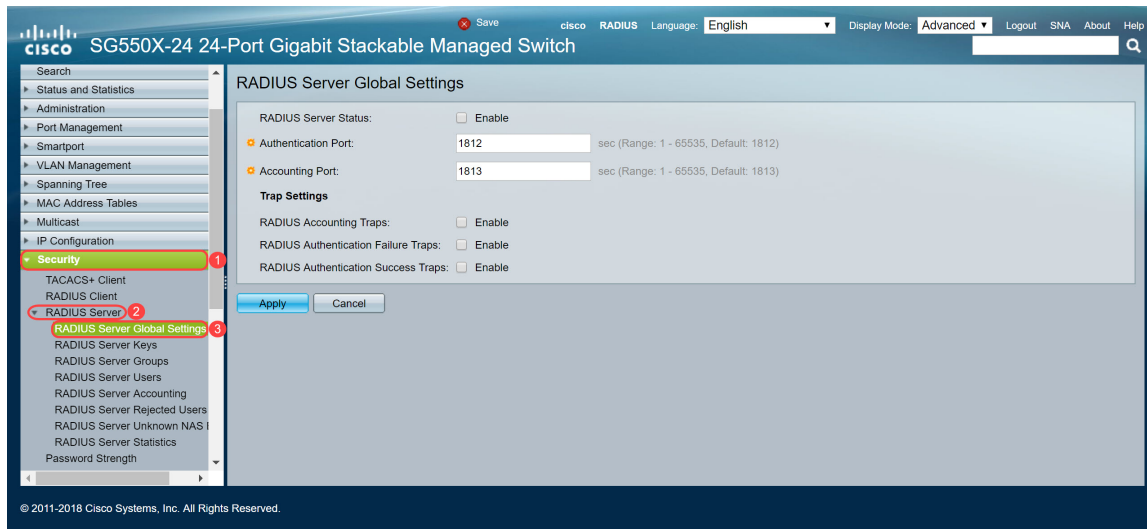 Save cisco RADIUS Language: English Display Mode: Advanced Logout SNA About Help
CISCO SG550X-24 24-Port Gigabit Stackable Managed Switch
Search
Status and Statistics
Administration
Port Management
Smartport
VLAN Management
Spanning Tree
MAC Address Tables
Multicast
IP Configuration
Security 1
TACACS+ Client
RADIUS Client
RADIUS Server 2
RADIUS Server Global Settings 3
RADIUS Server Keys
RADIUS Server Groups
RADIUS Server Users
RADIUS Server Accounting
RADIUS Server Rejected Users
RADIUS Server Unknown NAS
RADIUS Server Statistics
Password Strength
RADIUS Server Global Settings
RADIUS Server Status: Enable
Authentication Port: 1812 sec (Range: 1 - 65535, Default: 1812)
Accounting Port: 1813 sec (Range: 1 - 65535, Default: 1813)
Trap Settings
RADIUS Accounting Traps: Enable
RADIUS Authentication Failure Traps: Enable
RADIUS Authentication Success Traps: Enable
Apply Cancel
© 2011-2018 Cisco Systems, Inc. All Rights Reserved.